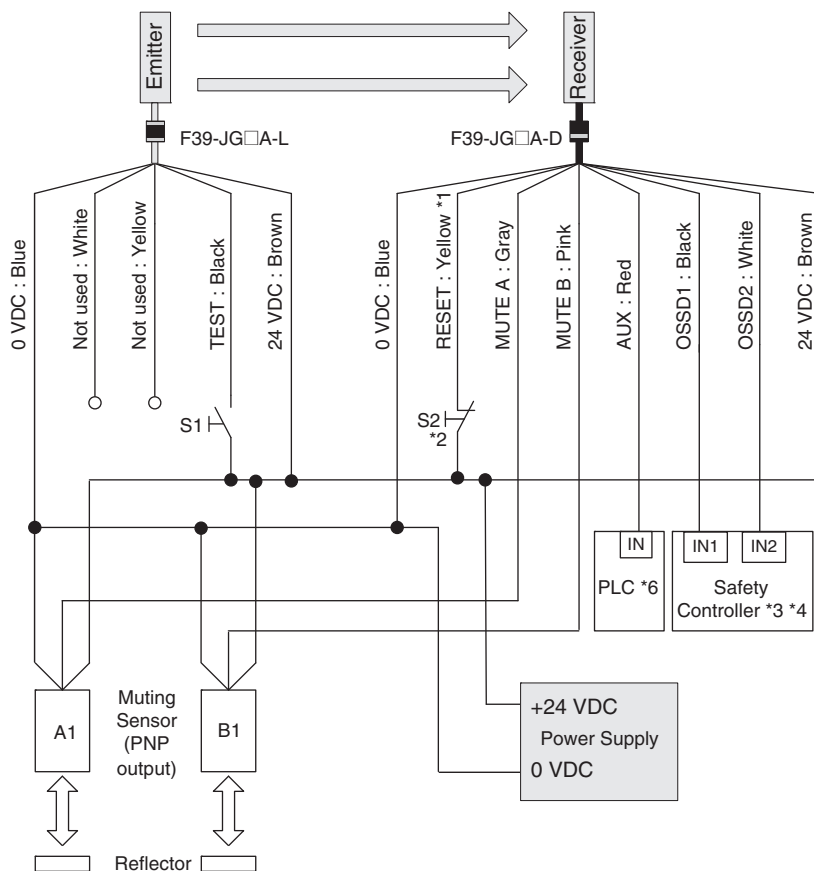 Emitter
Receiver
F39-JG□A-L
F39-JG□A-D
0 VDC : Blue
Not used : White
Not used : Yellow
TEST : Black
24 VDC : Brown
0 VDC : Blue
RESET : Yellow *1
MUTE A : Gray
MUTE B : Pink
AUX : Red
OSSD1 : Black
OSSD2 : White
24 VDC : Brown
S1
S2
*2
IN
IN1
IN2
PLC *6
Safety
Controller *3 *4
A1
Muting
Sensor
(PNP
output)
B1
+24 VDC
Power Supply
0 VDC
Reflector